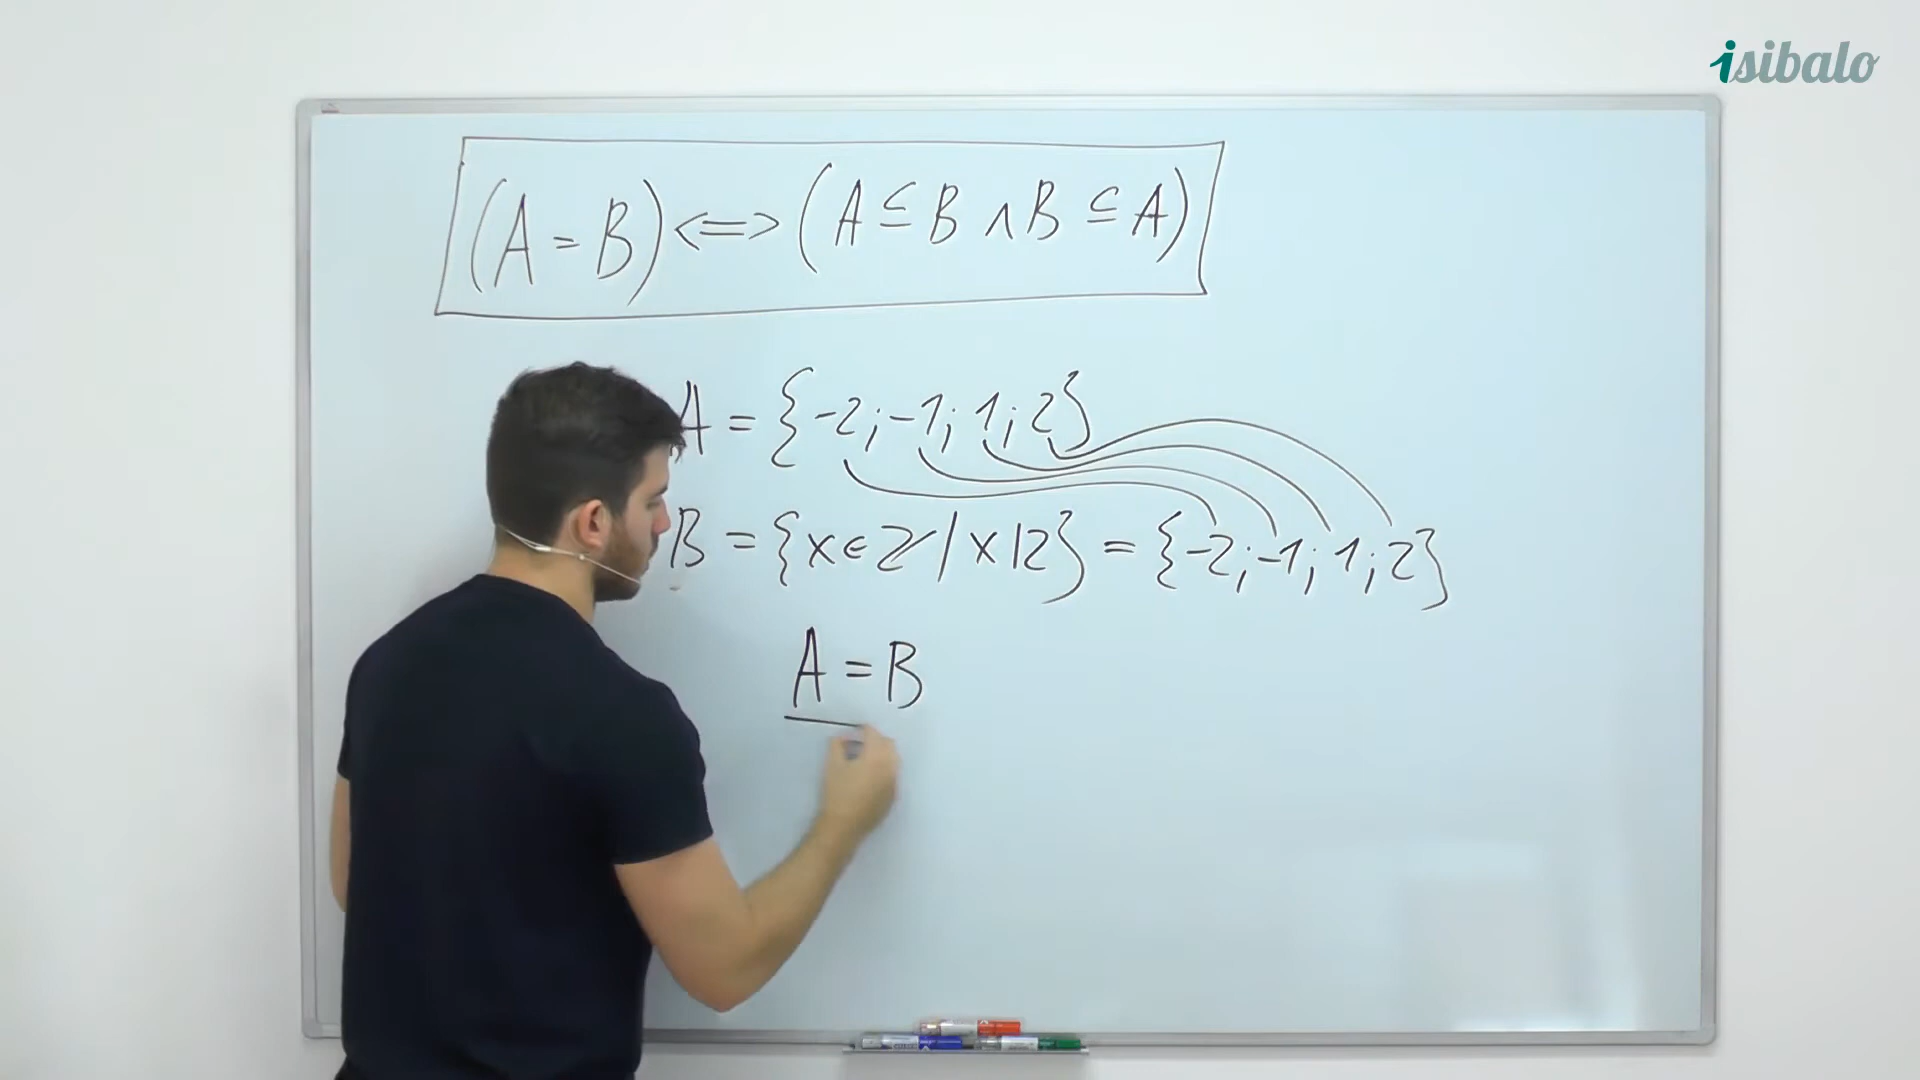 isibalo
(A = B) <=> (A ⊆ B ∧ B ⊆ A)
A = {-2; -1; 1; 2}
B = {x ∈ ℤ / x | 2} = {-2; -1; 1; 2}
A = B